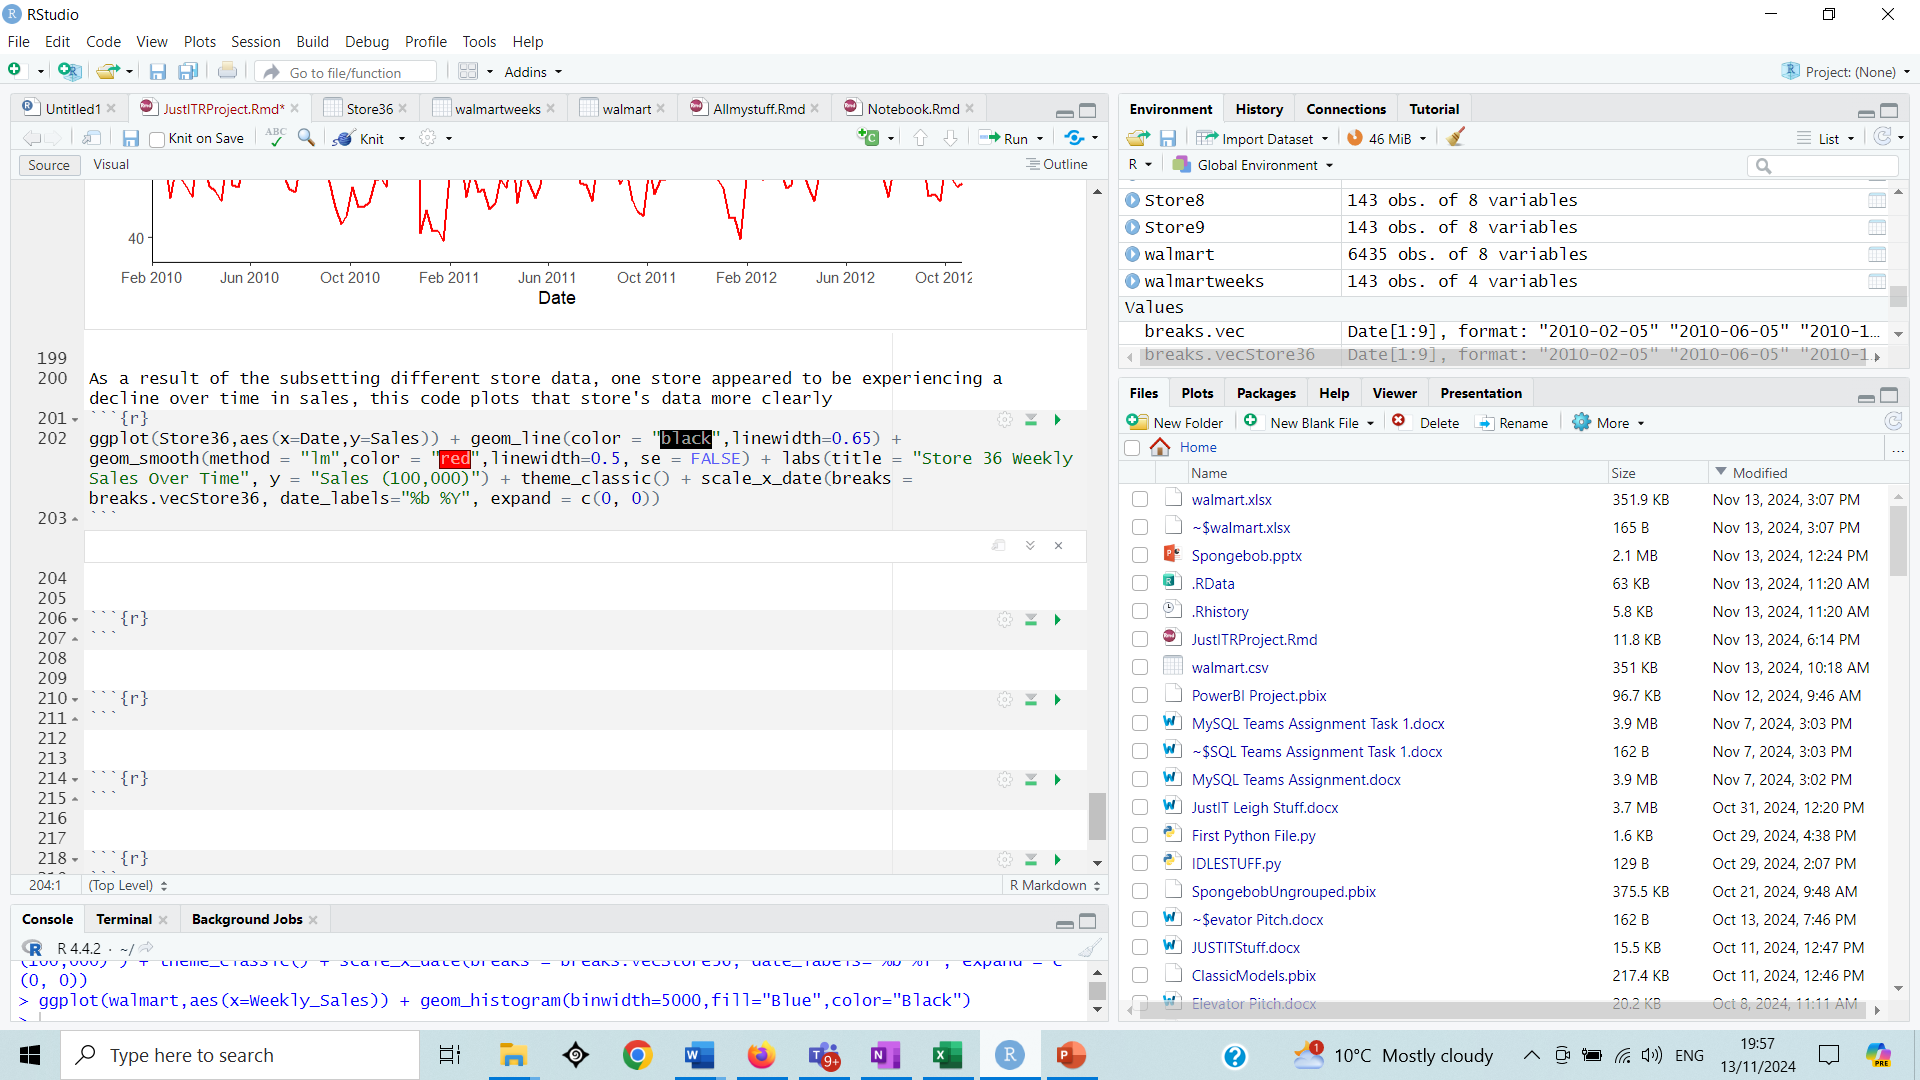 RStudio
File Edit Code View Plots Session Build Debug Profile Tools Help
Go to file/function Addins Project: (None)
Untitled1 JustITRProject.Rmd* Store36 walmartweeks walmart Allmystuff.Rmd Notebook.Rmd
Knit on Save ABC Knit Run
Source Visual Outline
40
Feb 2010 Jun 2010 Oct 2010 Feb 2011 Jun 2011 Oct 2011 Feb 2012 Jun 2012 Oct 2012
Date
199
200 As a result of the subsetting different store data, one store appeared to be experiencing a
decline over time in sales, this code plots that store's data more clearly
201 ```{r}
202 ggplot(Store36,aes(x=Date,y=Sales)) + geom_line(color = "black",linewidth=0.65) +
geom_smooth(method = "lm",color = "red",linewidth=0.5, se = FALSE) + labs(title = "Store 36 Weekly
Sales Over Time", y = "Sales (100,000)") + theme_classic() + scale_x_date(breaks =
breaks.vecStore36, date_labels="%b %Y", expand = c(0, 0))
203 ```
204
205
206 ```{r}
207 ```
208
209
210 ```{r}
211 ```
212
213
214 ```{r}
215 ```
216
217
218 ```{r}
204:1 (Top Level) R Markdown
Console Terminal Background Jobs
R 4.4.2 · ~/
(100,000)") + theme_classic() + scale_x_date(breaks = breaks.vecStore36, date_labels="%b %Y", expand = c
(0, 0))
> ggplot(walmart,aes(x=Weekly_Sales)) + geom_histogram(binwidth=5000,fill="Blue",color="Black")
>
Environment History Connections Tutorial
Import Dataset 46 MiB List
R Global Environment
Store8 143 obs. of 8 variables
Store9 143 obs. of 8 variables
walmart 6435 obs. of 8 variables
walmartweeks 143 obs. of 4 variables
Values
breaks.vec Date[1:9], format: "2010-02-05" "2010-06-05" "2010-1…
breaks.vecStore36 Date[1:9], format: "2010-02-05" "2010-06-05" "2010-1…
Files Plots Packages Help Viewer Presentation
New Folder New Blank File Delete Rename More
Home ...
Name Size Modified
walmart.xlsx 351.9 KB Nov 13, 2024, 3:07 PM
~$walmart.xlsx 165 B Nov 13, 2024, 3:07 PM
Spongebob.pptx 2.1 MB Nov 13, 2024, 12:24 PM
.RData 63 KB Nov 13, 2024, 11:20 AM
.Rhistory 5.8 KB Nov 13, 2024, 11:20 AM
JustITRProject.Rmd 11.8 KB Nov 13, 2024, 6:14 PM
walmart.csv 351 KB Nov 13, 2024, 10:18 AM
PowerBI Project.pbix 96.7 KB Nov 12, 2024, 9:46 AM
MySQL Teams Assignment Task 1.docx 3.9 MB Nov 7, 2024, 3:03 PM
~$SQL Teams Assignment Task 1.docx 162 B Nov 7, 2024, 3:03 PM
MySQL Teams Assignment.docx 3.9 MB Nov 7, 2024, 3:02 PM
JustIT Leigh Stuff.docx 3.7 MB Oct 31, 2024, 12:20 PM
First Python File.py 1.6 KB Oct 29, 2024, 4:38 PM
IDLESTUFF.py 129 B Oct 29, 2024, 2:07 PM
SpongebobUngrouped.pbix 375.5 KB Oct 21, 2024, 9:48 AM
~$evator Pitch.docx 162 B Oct 13, 2024, 7:46 PM
JUSTITStuff.docx 15.5 KB Oct 11, 2024, 12:47 PM
ClassicModels.pbix 217.4 KB Oct 11, 2024, 12:46 PM
Elevator Pitch.docx 20.2 KB Oct 8, 2024, 11:11 AM
Type here to search 9+ 1 10°C Mostly cloudy ENG 19:57
13/11/2024 PRE